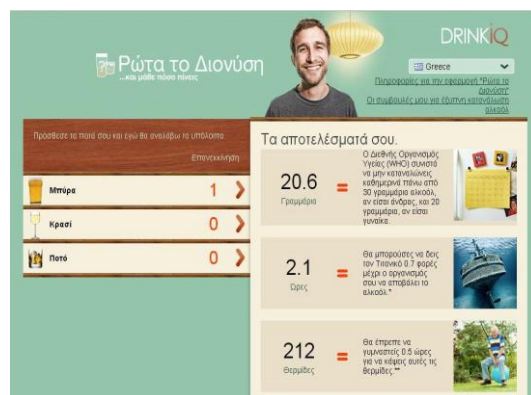 Ρώτα το Διονύση
...και μάθε πόσο πίνεις
DRINKiQ
Greece
Πληροφορίες για την εφαρμογή "Ρώτα το
Διονύση"
Οι συμβουλές μου για έξυπνη κατανάλωση
αλκοόλ
Πρόσθεσε τα ποτά σου και εγώ θα αναλάβω τα υπόλοιπα.
Επανεκκίνηση
Μπύρα 1
Κρασί 0
Ποτό 0
Τα αποτελέσματά σου.
20.6 =
Γραμμάρια
Ο Διεθνής Οργανισμός
Υγείας (WHO) συνιστά
να μην καταναλώνεις
καθημερινά πάνω από
30 γραμμάρια αλκοόλ,
αν είσαι άνδρας, και 20
γραμμάρια, αν είσαι
γυναίκα.
2.1 =
Ώρες
Θα μπορούσες να δεις
τον Τιτανικό 0.7 φορές
μέχρι ο οργανισμός
σου να αποβάλει το
αλκοόλ.*
212 =
Θερμίδες
Θα έπρεπε να
γυμναστείς 0.5 ώρες
για να κάψεις αυτές τις
θερμίδες.**